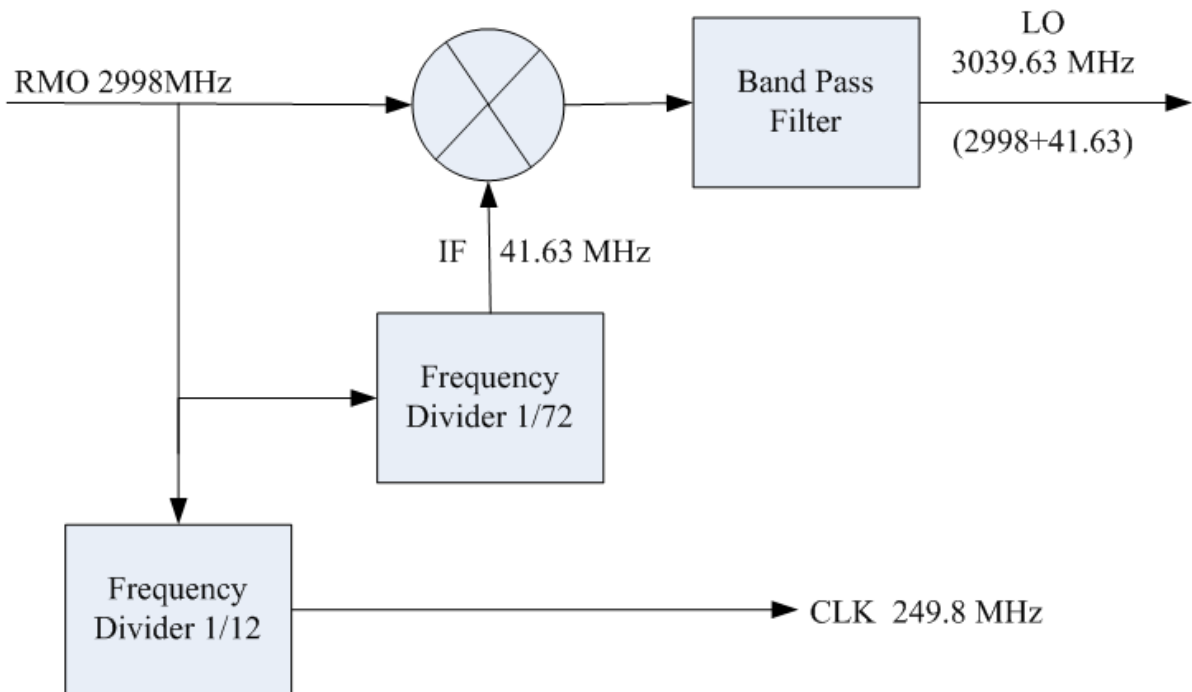 RMO 2998MHz
Band Pass
Filter
LO
3039.63 MHz
(2998+41.63)
IF 41.63 MHz
Frequency
Divider 1/72
Frequency
Divider 1/12
CLK 249.8 MHz